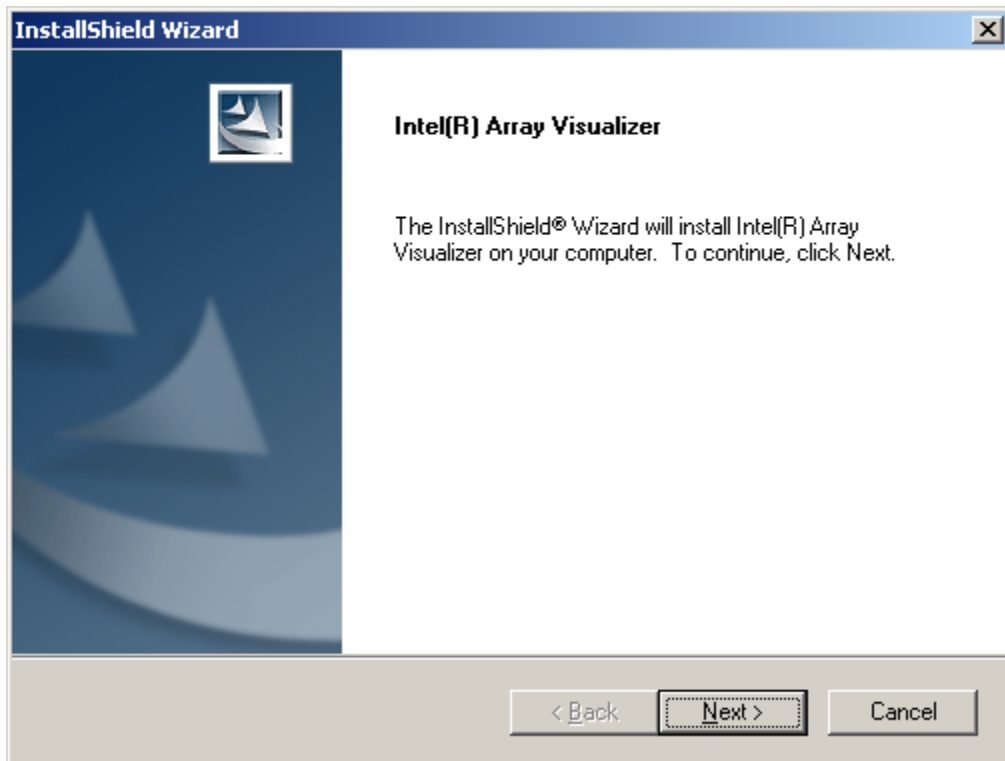 InstallShield Wizard
Intel(R) Array Visualizer
The InstallShield® Wizard will install Intel(R) Array
Visualizer on your computer.  To continue, click Next.
< Back
Next >
Cancel